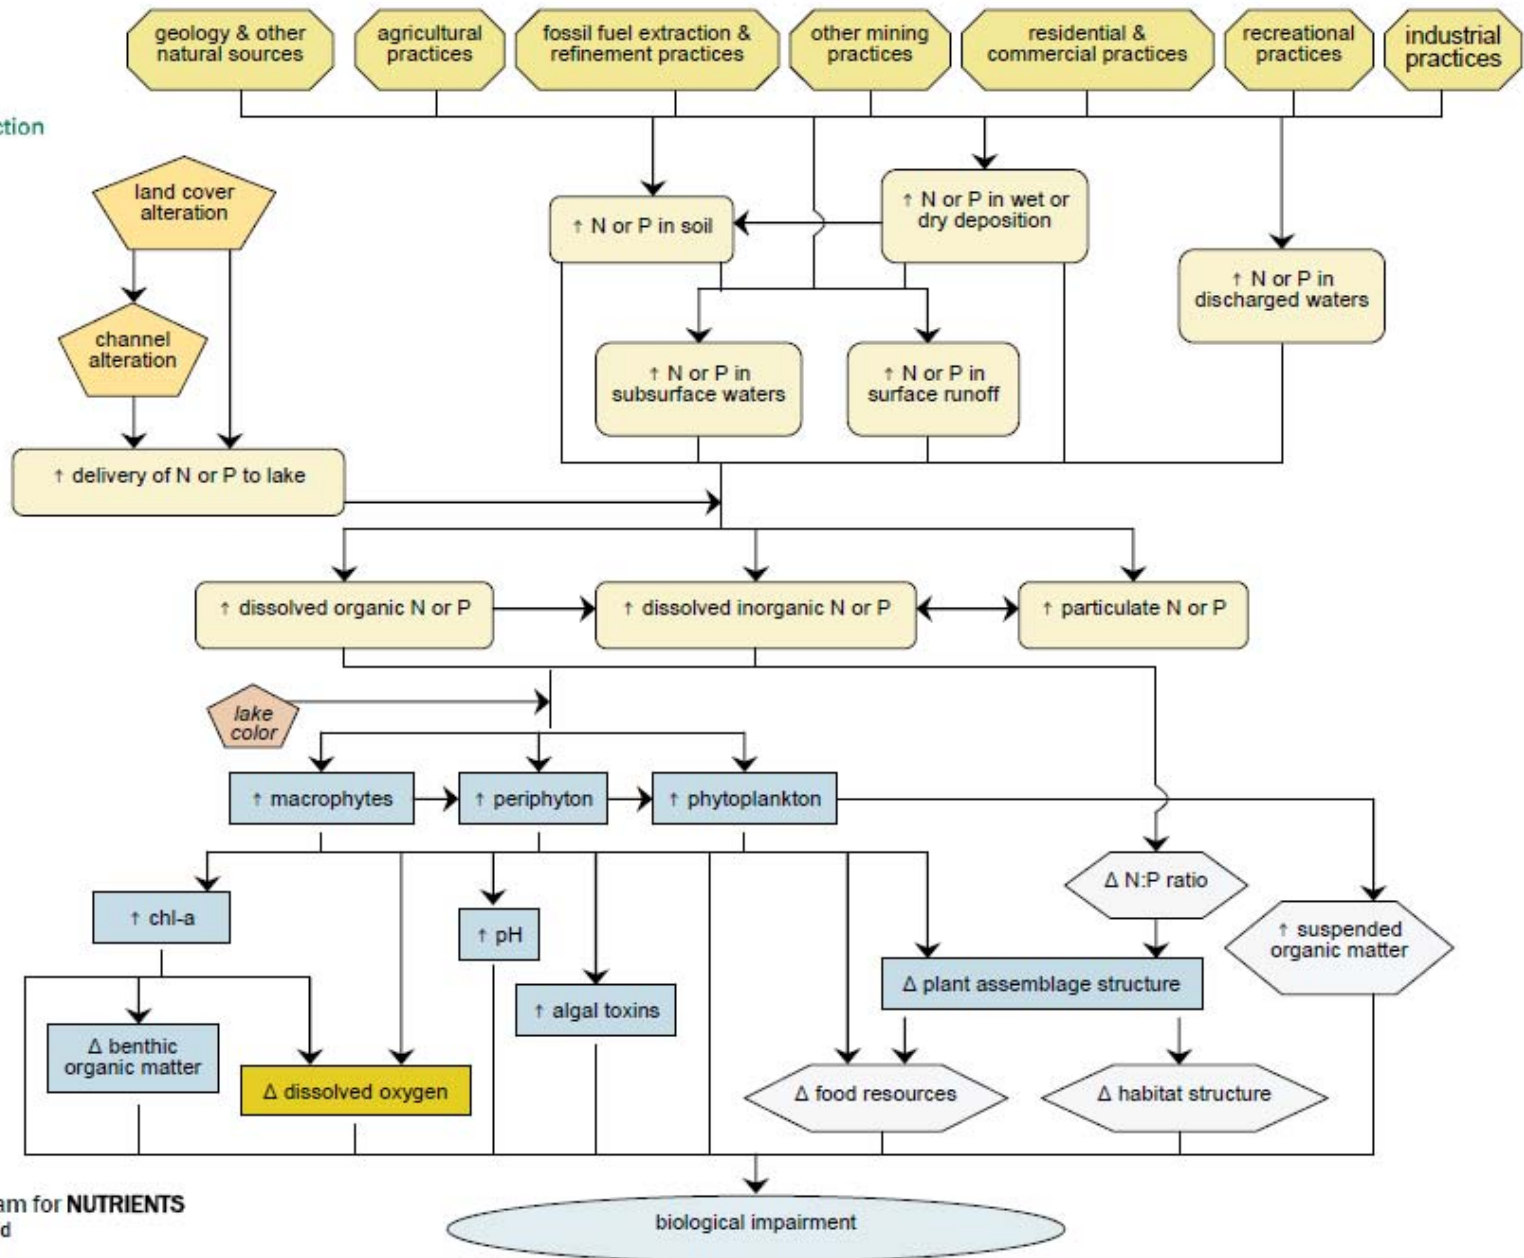 geology & other
natural sources
agricultural
practices
fossil fuel extraction &
refinement practices
other mining
practices
residential &
commercial practices
recreational
practices
industrial
practices
ction
land cover
alteration
↑ N or P in soil
↑ N or P in wet or
dry deposition
↑ N or P in
discharged waters
channel
alteration
↑ N or P in
subsurface waters
↑ N or P in
surface runoff
↑ delivery of N or P to lake
↑ dissolved organic N or P
↑ dissolved inorganic N or P
↑ particulate N or P
lake
color
↑ macrophytes
↑ periphyton
↑ phytoplankton
Δ N:P ratio
↑ chl-a
↑ pH
↑ suspended
organic matter
Δ plant assemblage structure
↑ algal toxins
Δ benthic
organic matter
Δ dissolved oxygen
Δ food resources
Δ habitat structure
am for NUTRIENTS
d
biological impairment